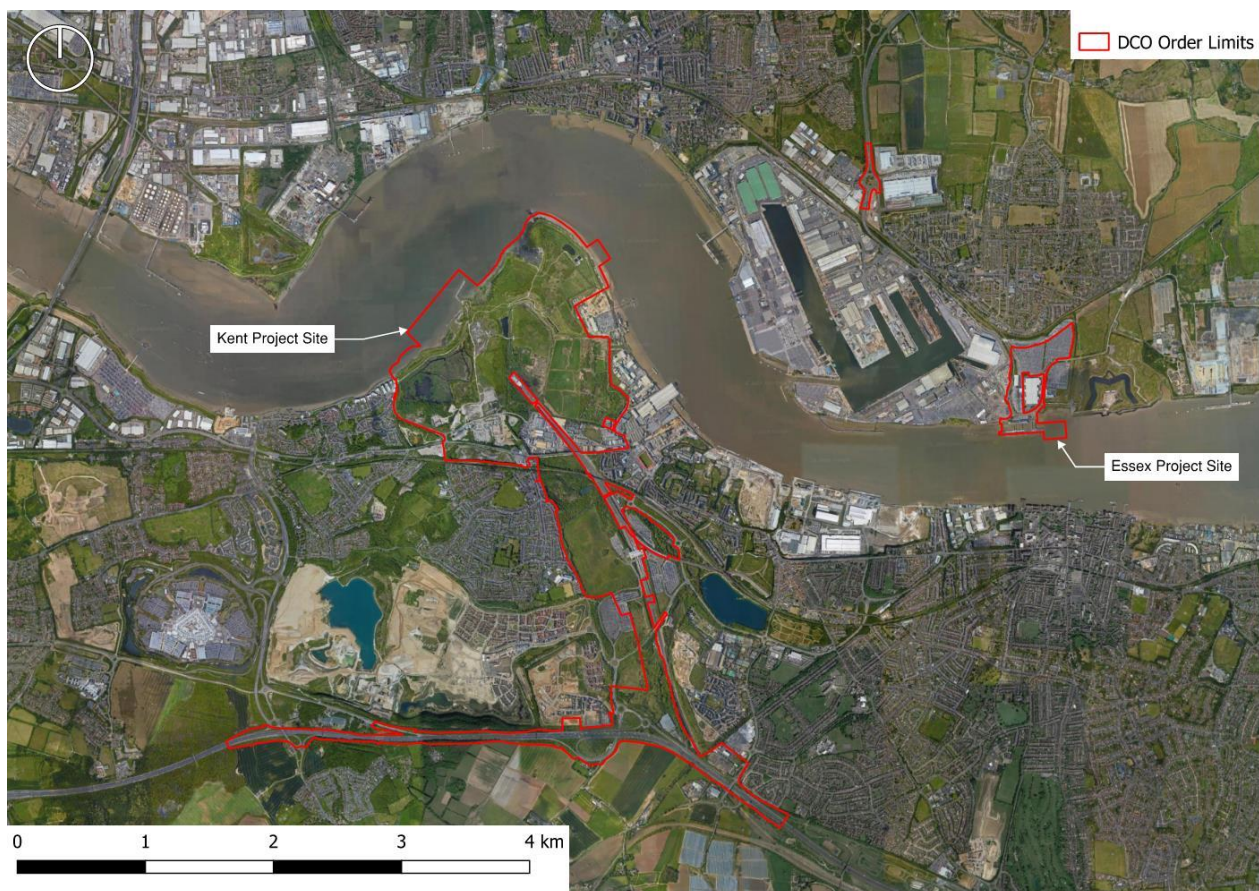 DCO Order Limits
Kent Project Site
Essex Project Site
0 1 2 3 4 km